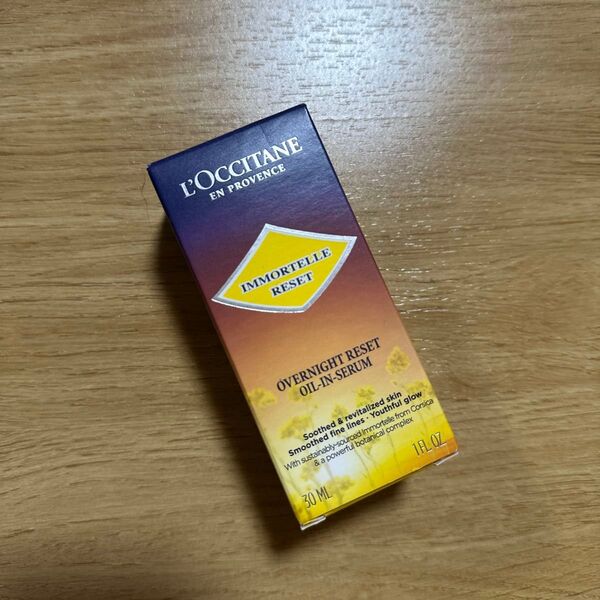 L'OCCITANE
EN PROVENCE
IMMORTELLE
RESET
OVERNIGHT RESET
OIL-IN-SERUM
Soothed & revitalized skin
Smoothed fine lines · Youthful glow
With sustainably-sourced Immortelle from Corsica
& a powerful botanical complex
30 ML
1 FL.OZ.